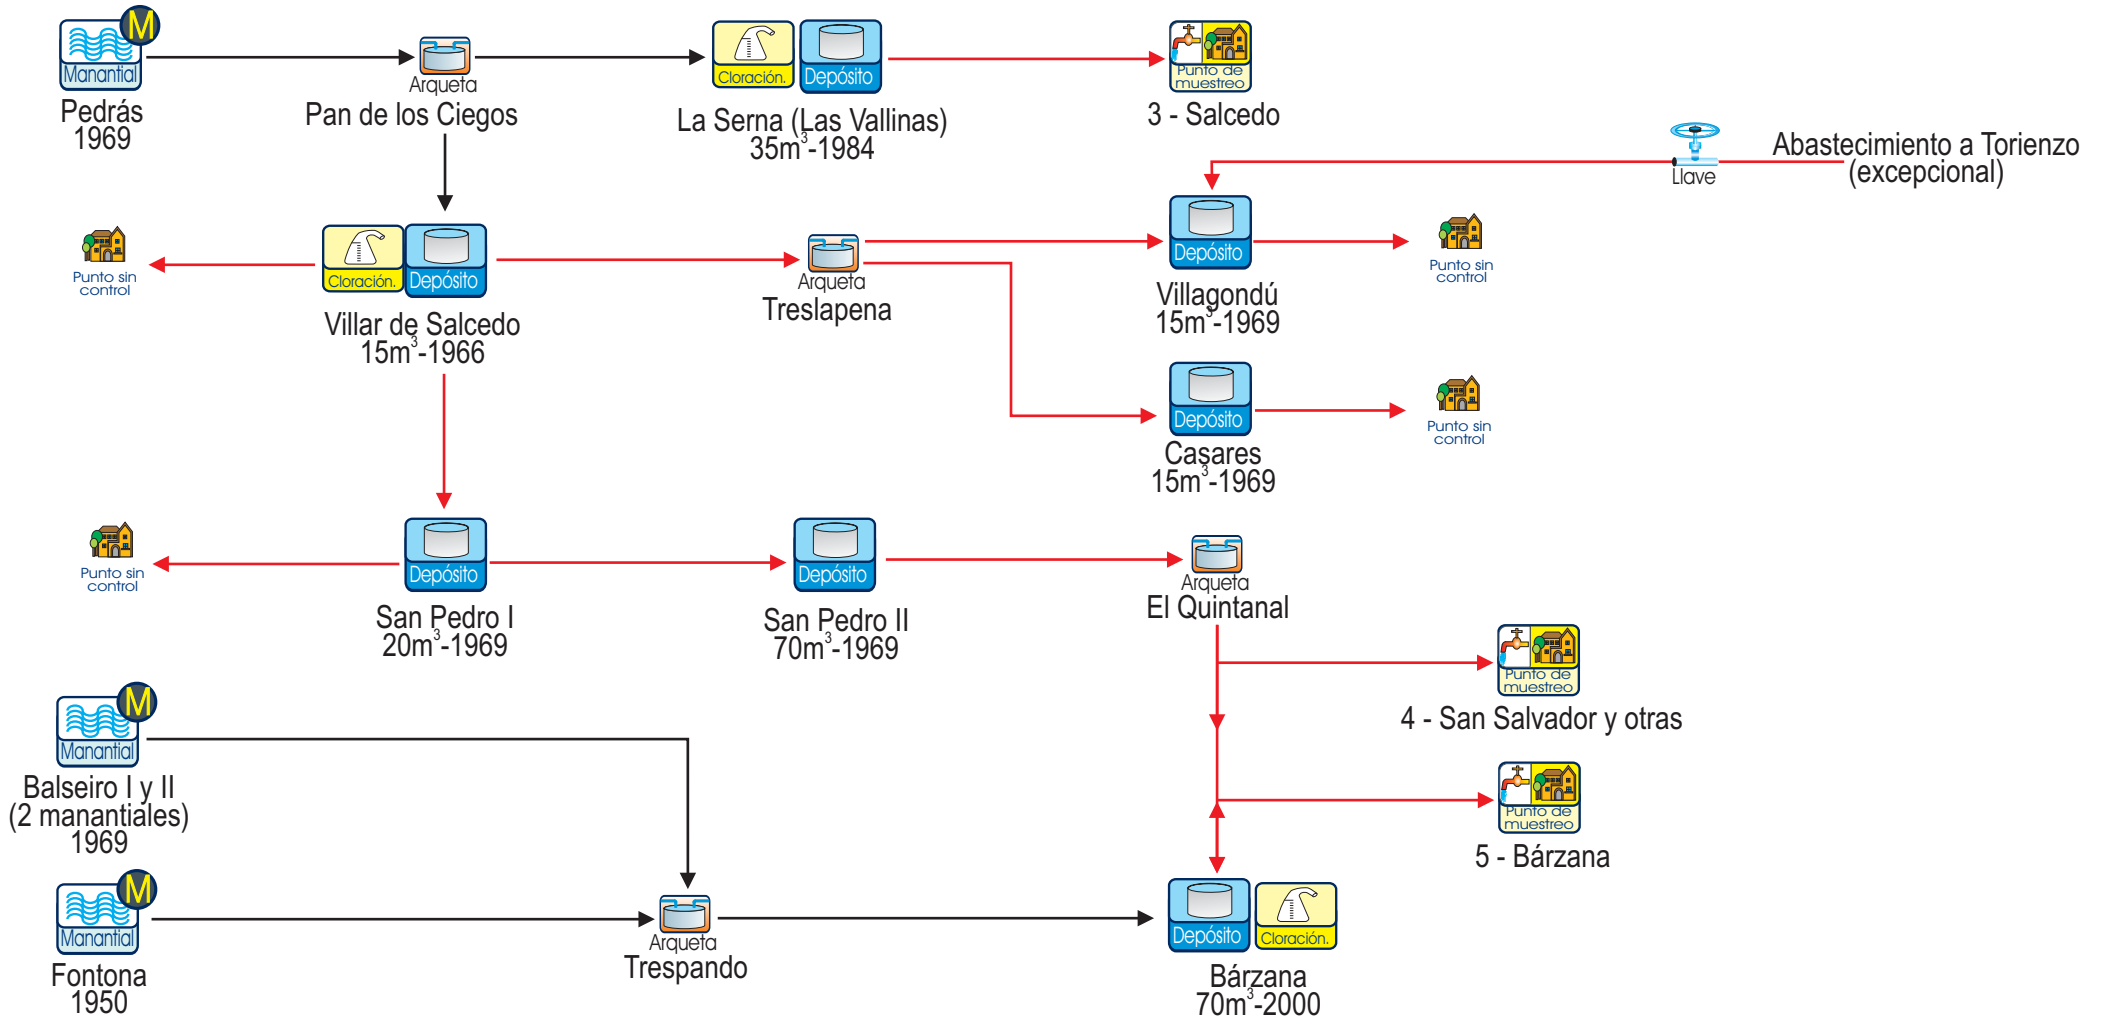 M
Manantial
Pedrás
1969
Arqueta
Pan de los Ciegos
Cloración.
Depósito
La Serna (Las Vallinas)
35m³-1984
Punto de
muestreo
3 - Salcedo
Llave
Abastecimiento a Torienzo
(excepcional)
Punto sin
control
Cloración.
Depósito
Villar de Salcedo
15m³-1966
Arqueta
Treslapena
Depósito
Villagondú
15m³-1969
Punto sin
control
Depósito
Casares
15m³-1969
Punto sin
control
Punto sin
control
Depósito
San Pedro I
20m³-1969
Depósito
San Pedro II
70m³-1969
Arqueta
El Quintanal
Punto de
muestreo
4 - San Salvador y otras
M
Manantial
Balseiro I y II
(2 manantiales)
1969
Punto de
muestreo
5 - Bárzana
M
Manantial
Fontona
1950
Arqueta
Trespando
Depósito
Cloración.
Bárzana
70m³-2000